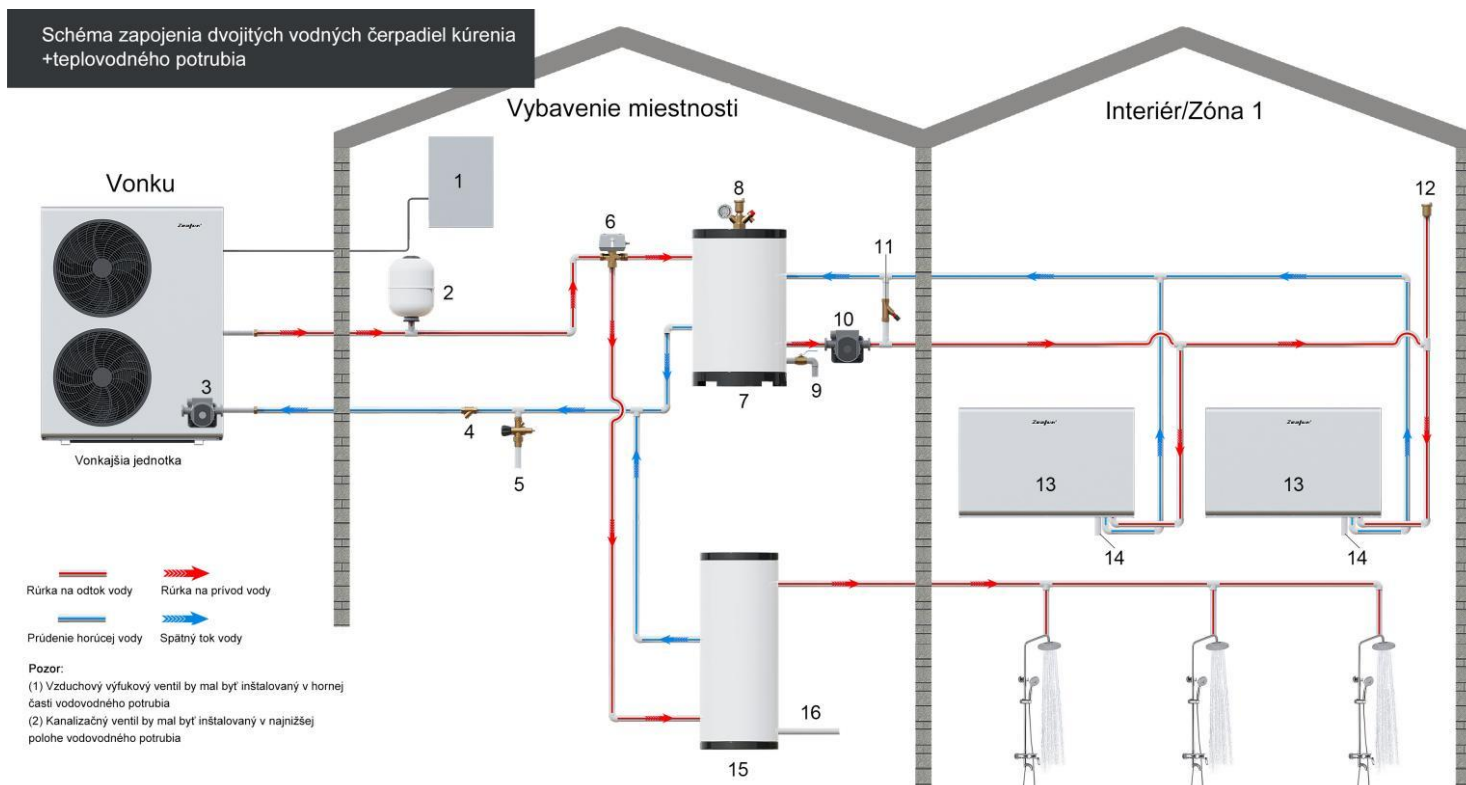 Schéma zapojenia dvojitých vodných čerpadiel kúrenia
+teplovodného potrubia
Vybavenie miestnosti
Interiér/Zóna 1
Vonku
1
2
3
4
5
6
7
8
9
10
11
12
13
13
14
14
15
16
Vonkajšia jednotka
Rúrka na odtok vody
Rúrka na prívod vody
Prúdenie horúcej vody
Spätný tok vody
Pozor:
(1) Vzduchový výfukový ventil by mal byť inštalovaný v hornej
časti vodovodného potrubia
(2) Kanalizačný ventil by mal byť inštalovaný v najnižšej
polohe vodovodného potrubia